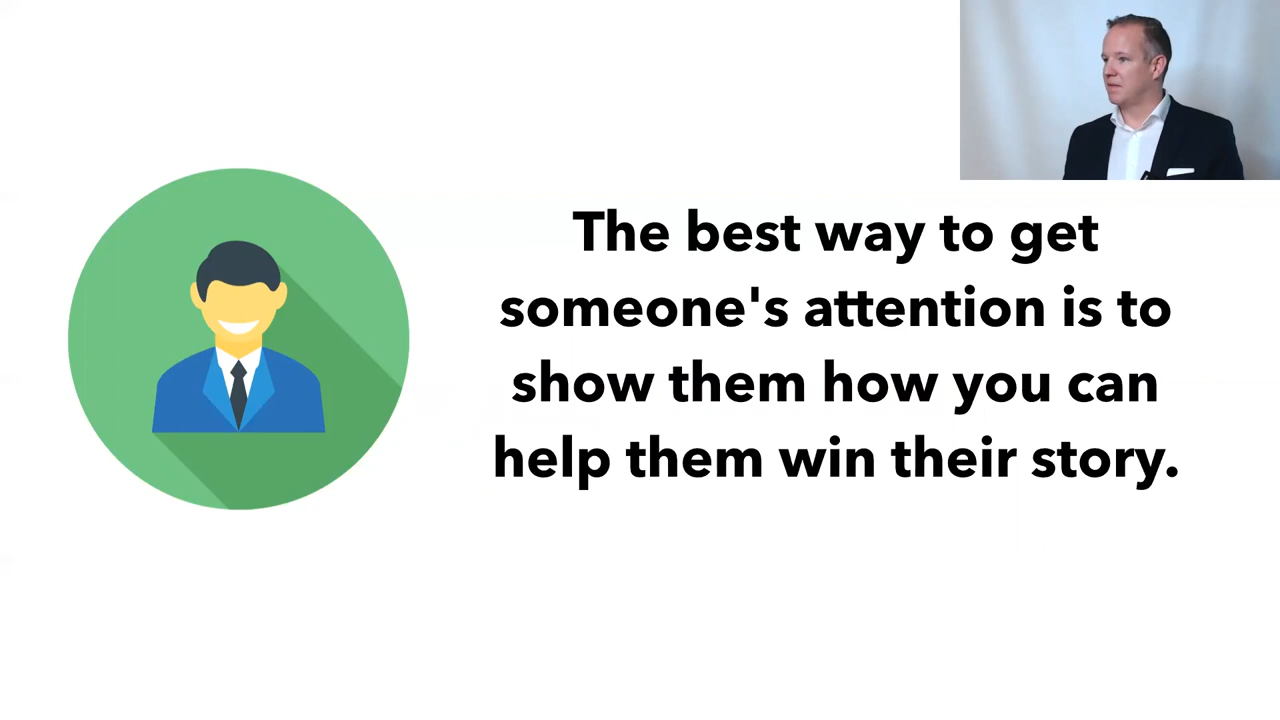 The best way to get
someone's attention is to
show them how you can
help them win their story.